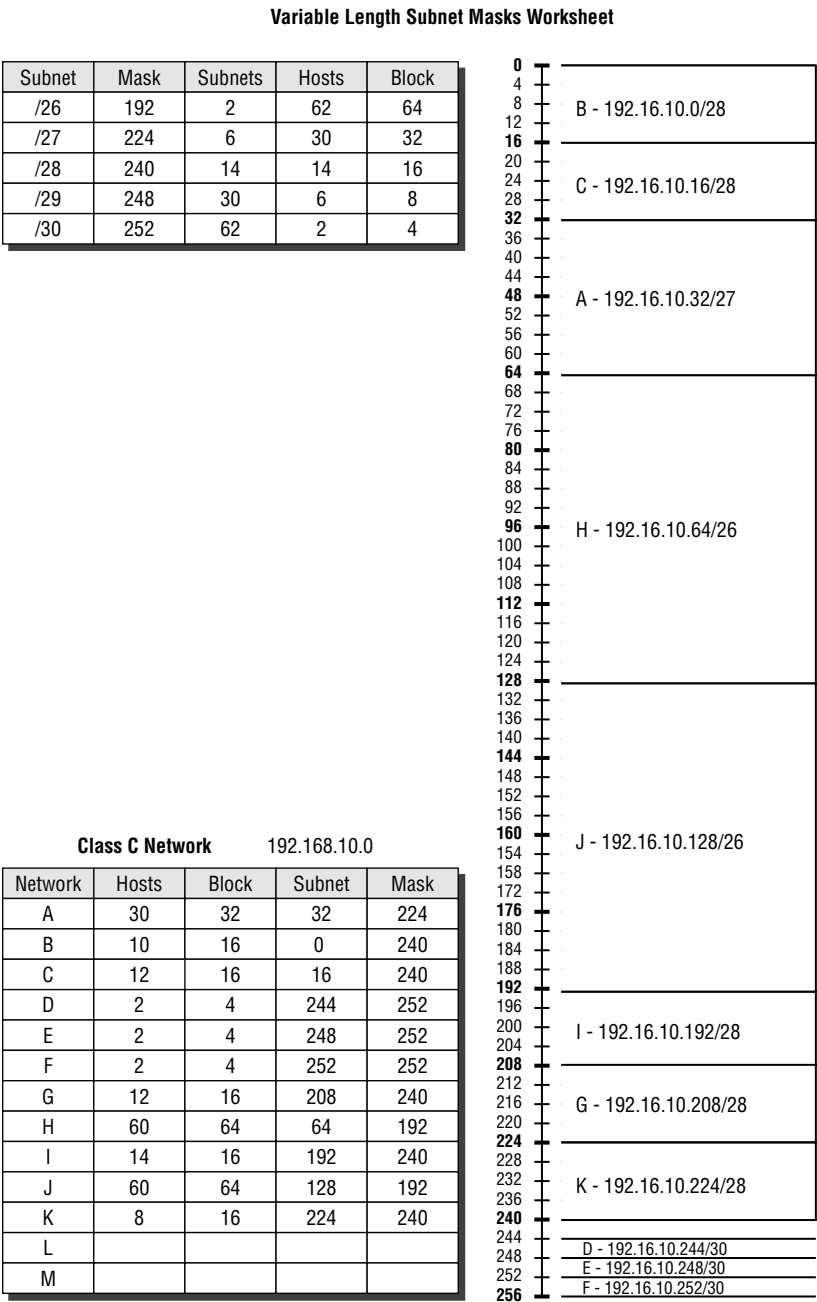 Variable Length Subnet Masks Worksheet
Subnet Mask Subnets Hosts Block
/26 192 2 62 64
/27 224 6 30 32
/28 240 14 14 16
/29 248 30 6 8
/30 252 62 2 4
Class C Network 192.168.10.0
Network Hosts Block Subnet Mask
A 30 32 32 224
B 10 16 0 240
C 12 16 16 240
D 2 4 244 252
E 2 4 248 252
F 2 4 252 252
G 12 16 208 240
H 60 64 64 192
I 14 16 192 240
J 60 64 128 192
K 8 16 224 240
L
M
0
4
8
12
16
20
24
28
32
36
40
44
48
52
56
60
64
68
72
76
80
84
88
92
96
100
104
108
112
116
120
124
128
132
136
140
144
148
152
156
160
154
158
172
176
180
184
188
192
196
200
204
208
212
216
220
224
228
232
236
240
244
248
252
256
B - 192.16.10.0/28
C - 192.16.10.16/28
A - 192.16.10.32/27
H - 192.16.10.64/26
J - 192.16.10.128/26
I - 192.16.10.192/28
G - 192.16.10.208/28
K - 192.16.10.224/28
D - 192.16.10.244/30
E - 192.16.10.248/30
F - 192.16.10.252/30